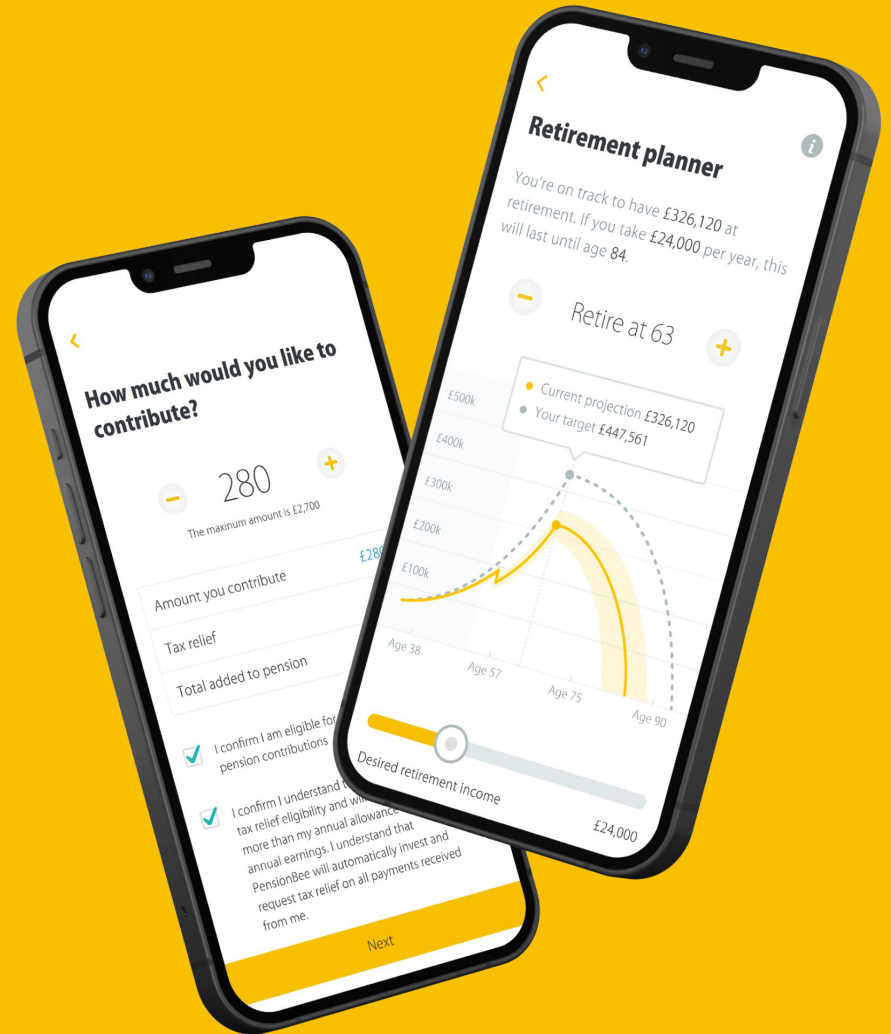 How much would you like to
contribute?
280
The maxinum amount is £2,700
Amount you contribute
Tax relief
Total added to pension
I confirm I am eligible for
pension contributions
I confirm I understand
tax relief eligibility and
more than my annual allowance
annual earnings. I understand that
PensionBee will automatically invest and
request tax relief on all payments received
from me.
Next
Retirement planner
You're on track to have £326,120 at
retirement. If you take £24,000 per year, this
will last until age 84.
Retire at 63
Current projection £326,120
Your target £447,561
£500k
£400k
£300k
£200k
£100k
Age 38
Age 57
Age 75
Age 90
Desired retirement income
£24,000